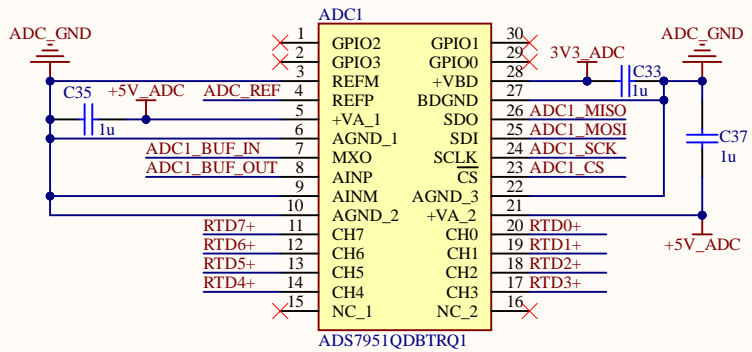 ADC1
ADC_GND
ADC_GND
1 GPIO2 GPIO1 30
2 GPIO3 GPIO0 29
3V3_ADC
C33
1u
3 REFM +VBD 28
C35
1u
+5V_ADC
ADC_REF 4 REFP BDGND 27
5 +VA_1 SDO 26 ADC1_MISO
6 AGND_1 SDI 25 ADC1_MOSI
C37
1u
ADC1_BUF_IN 7 MXO SCLK 24 ADC1_SCK
ADC1_BUF_OUT 8 AINP CS 23 ADC1_CS
9 AINM AGND_3 22
10 AGND_2 +VA_2 21
+5V_ADC
RTD7+ 11 CH7 CH0 20 RTD0+
RTD6+ 12 CH6 CH1 19 RTD1+
RTD5+ 13 CH5 CH2 18 RTD2+
RTD4+ 14 CH4 CH3 17 RTD3+
15 NC_1 NC_2 16
ADS7951QDBTRQ1